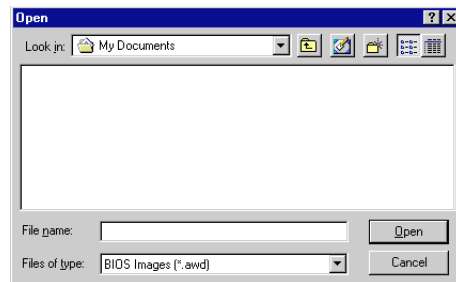 Open
Look in: My Documents
File name: Open
Files of type: BIOS Images (*.awd) Cancel